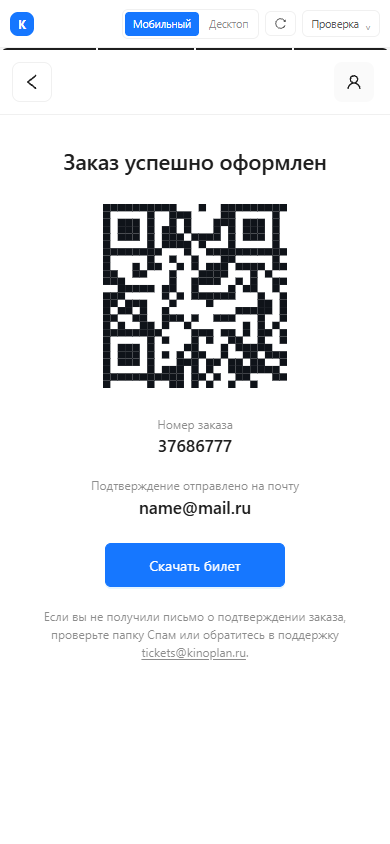 K
Мобильный
Десктоп
Проверка
Заказ успешно оформлен
Номер заказа
37686777
Подтверждение отправлено на почту
name@mail.ru
Скачать билет
Если вы не получили письмо о подтверждении заказа,
проверьте папку Спам или обратитесь в поддержку
tickets@kinoplan.ru.